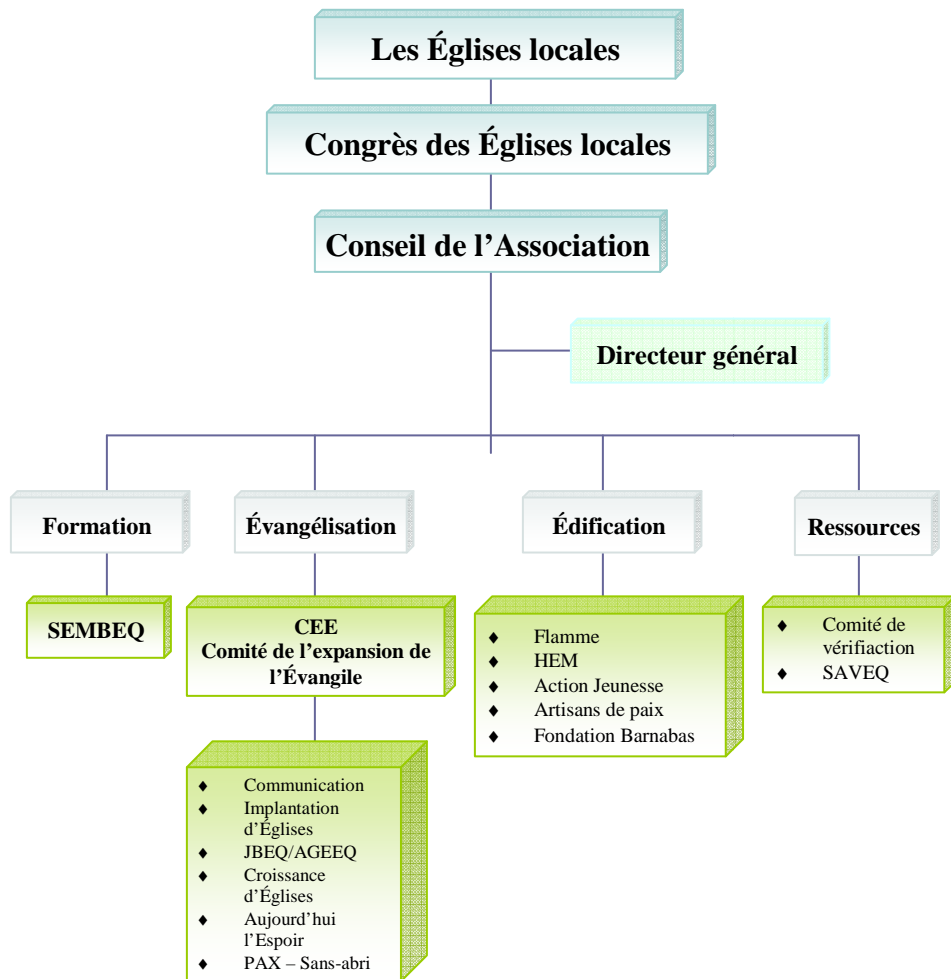 Les Églises locales
Congrès des Églises locales
Conseil de l’Association
Directeur général
Formation
Évangélisation
Édification
Ressources
SEMBEQ
CEE
Comité de l’expansion de
l’Évangile
♦ Flamme
♦ HEM
♦ Action Jeunesse
♦ Artisans de paix
♦ Fondation Barnabas
♦ Comité de
vérifiaction
♦ SAVEQ
♦ Communication
♦ Implantation
d’Églises
♦ JBEQ/AGEEQ
♦ Croissance
d’Églises
♦ Aujourd’hui
l’Espoir
♦ PAX – Sans-abri